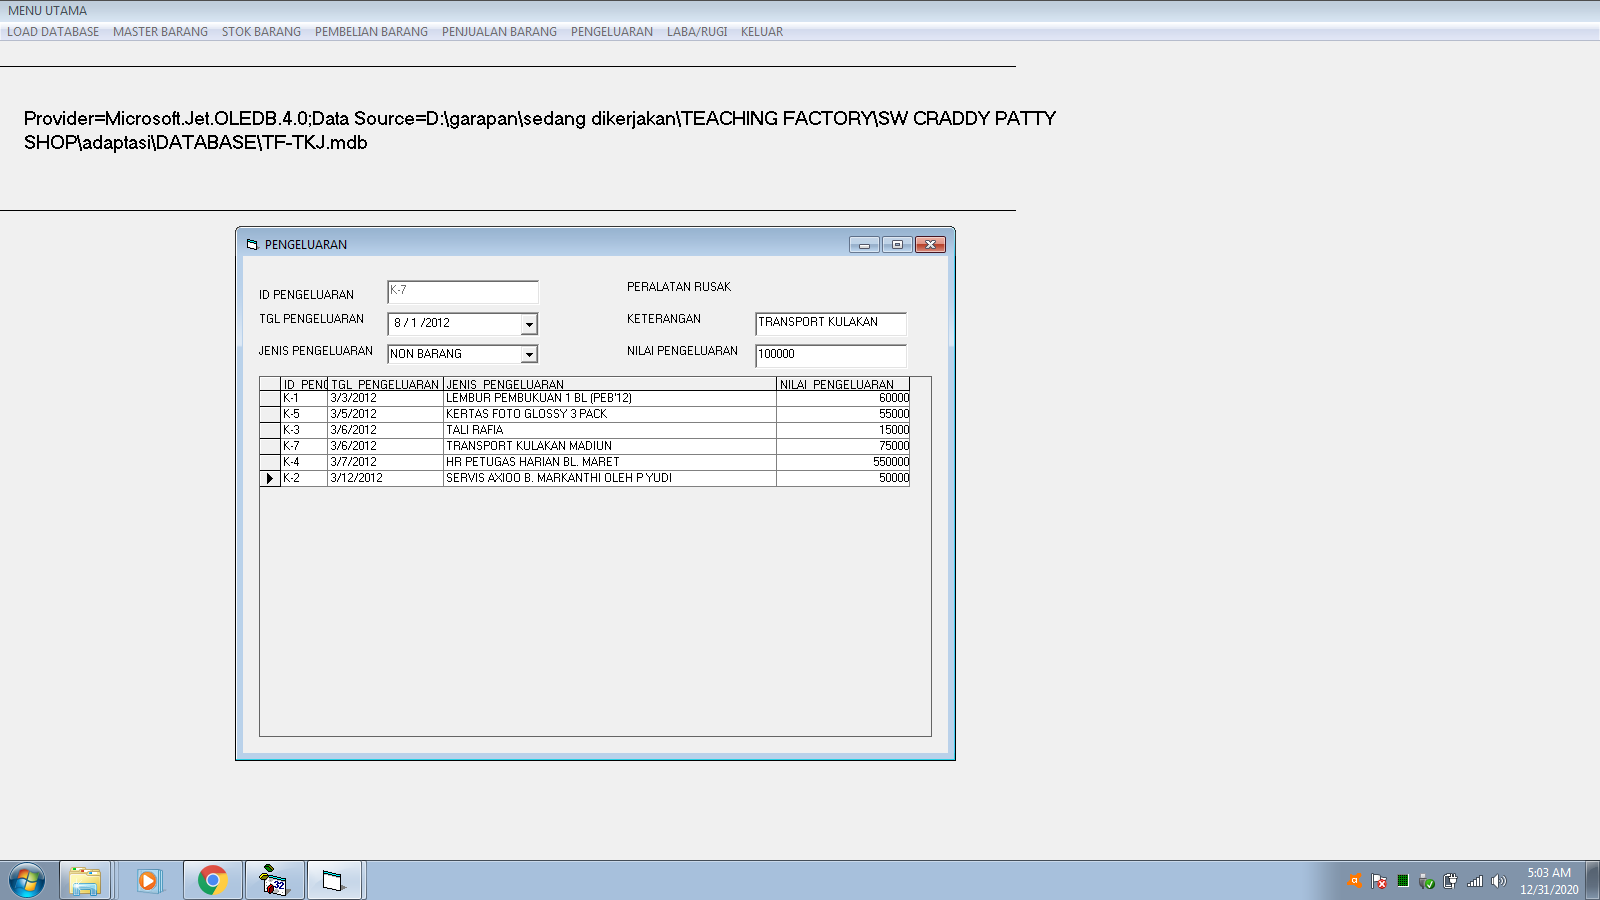 MENU UTAMA
LOAD DATABASE MASTER BARANG STOK BARANG PEMBELIAN BARANG PENJUALAN BARANG PENGELUARAN LABA/RUGI KELUAR
Provider=Microsoft.Jet.OLEDB.4.0;Data Source=D:\garapan\sedang dikerjakan\TEACHING FACTORY\SW CRADDY PATTY
SHOP\adaptasi\DATABASE\TF-TKJ.mdb
PENGELUARAN
ID PENGELUARAN K-7 PERALATAN RUSAK
TGL PENGELUARAN 8 / 1 /2012 KETERANGAN TRANSPORT KULAKAN
JENIS PENGELUARAN NON BARANG NILAI PENGELUARAN 100000
ID_PENG TGL_PENGELUARAN JENIS_PENGELUARAN NILAI_PENGELUARAN
K-1 3/3/2012 LEMBUR PEMBUKUAN 1 BL (PEB'12) 60000
K-5 3/5/2012 KERTAS FOTO GLOSSY 3 PACK 55000
K-3 3/6/2012 TALI RAFIA 15000
K-7 3/6/2012 TRANSPORT KULAKAN MADIUN 75000
K-4 3/7/2012 HR PETUGAS HARIAN BL. MARET 550000
K-2 3/12/2012 SERVIS AXIOO B. MARKANTHI OLEH P YUDI 50000
32
5:03 AM
12/31/2020